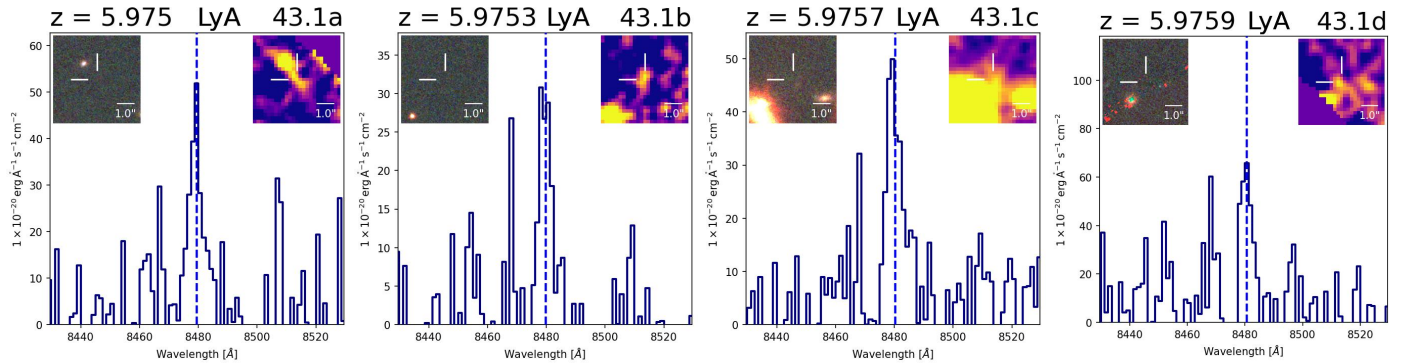 z = 5.975 LyA 43.1a
60
50
40
30
20
10
0
1 × 10⁻²⁰ erg Å⁻¹ s⁻¹ cm⁻²
1.0"
1.0"
8440 8460 8480 8500 8520
Wavelength [Å]
z = 5.9753 LyA 43.1b
35
30
25
20
15
10
5
0
1 × 10⁻²⁰ erg Å⁻¹ s⁻¹ cm⁻²
1.0"
1.0"
8440 8460 8480 8500 8520
Wavelength [Å]
z = 5.9757 LyA 43.1c
50
40
30
20
10
0
1 × 10⁻²⁰ erg Å⁻¹ s⁻¹ cm⁻²
1.0"
1.0"
8440 8460 8480 8500 8520
Wavelength [Å]
z = 5.9759 LyA 43.1d
100
80
60
40
20
0
1 × 10⁻²⁰ erg Å⁻¹ s⁻¹ cm⁻²
1.0"
1.0"
8440 8460 8480 8500 8520
Wavelength [Å]